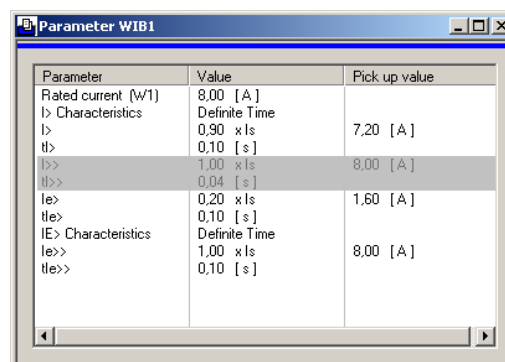 Parameter WIB1
Parameter Value Pick up value
Rated current (W1) 8,00 [A]
I> Characteristics Definite Time
I> 0,90 x Is 7,20 [A]
tI> 0,10 [s]
I>> 1,00 x Is 8,00 [A]
tI>> 0,04 [s]
Ie> 0,20 x Is 1,60 [A]
tIe> 0,10 [s]
IE> Characteristics Definite Time
Ie>> 1,00 x Is 8,00 [A]
tIe>> 0,10 [s]